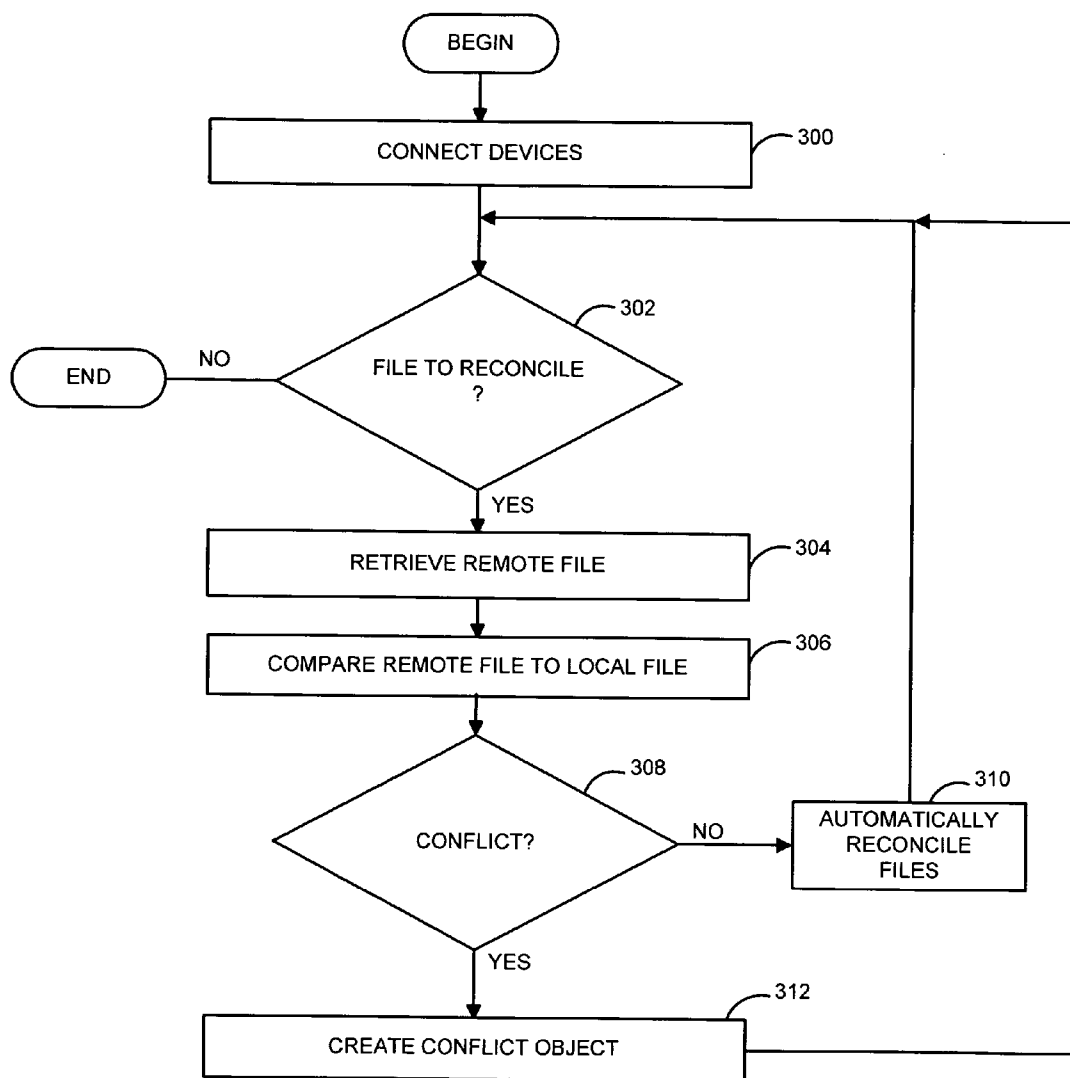 BEGIN
CONNECT DEVICES
300
302
FILE TO RECONCILE
?
NO
END
YES
RETRIEVE REMOTE FILE
304
COMPARE REMOTE FILE TO LOCAL FILE
306
308
CONFLICT?
NO
310
AUTOMATICALLY
RECONCILE
FILES
YES
312
CREATE CONFLICT OBJECT